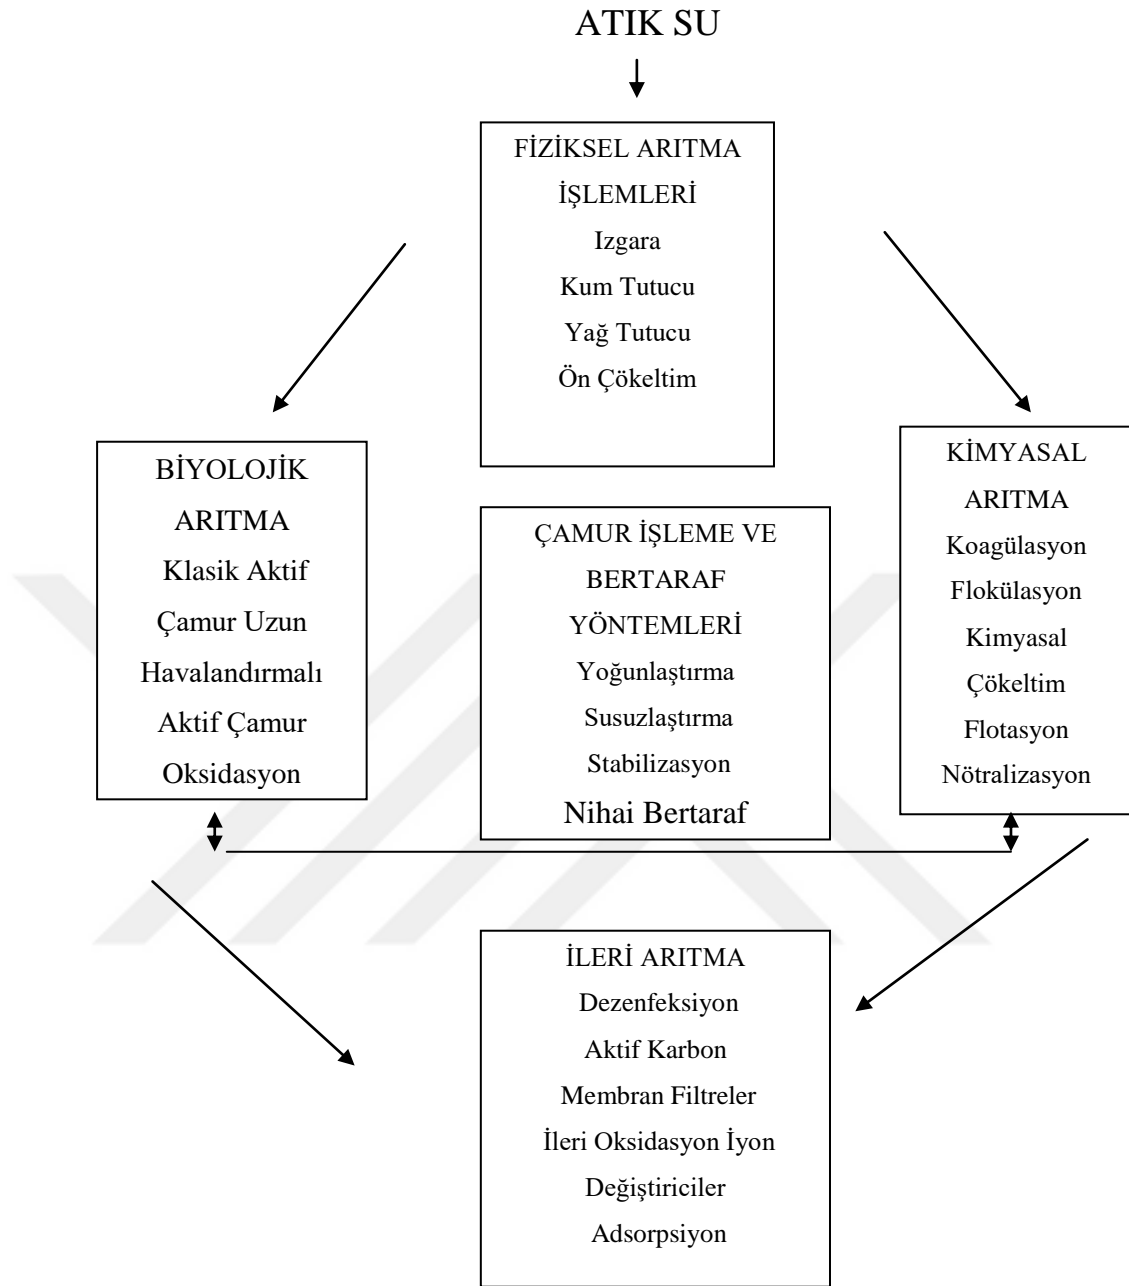 ATIK SU
FİZİKSEL ARITMA
İŞLEMLERİ
Izgara
Kum Tutucu
Yağ Tutucu
Ön Çökeltim
BİYOLOJİK
ARITMA
Klasik Aktif
Çamur Uzun
Havalandırmalı
Aktif Çamur
Oksidasyon
ÇAMUR İŞLEME VE
BERTARAF
YÖNTEMLERİ
Yoğunlaştırma
Susuzlaştırma
Stabilizasyon
Nihai Bertaraf
KİMYASAL
ARITMA
Koagülasyon
Flokülasyon
Kimyasal
Çökeltim
Flotasyon
Nötralizasyon
İLERİ ARITMA
Dezenfeksiyon
Aktif Karbon
Membran Filtreler
İleri Oksidasyon İyon
Değiştiriciler
Adsorpsiyon